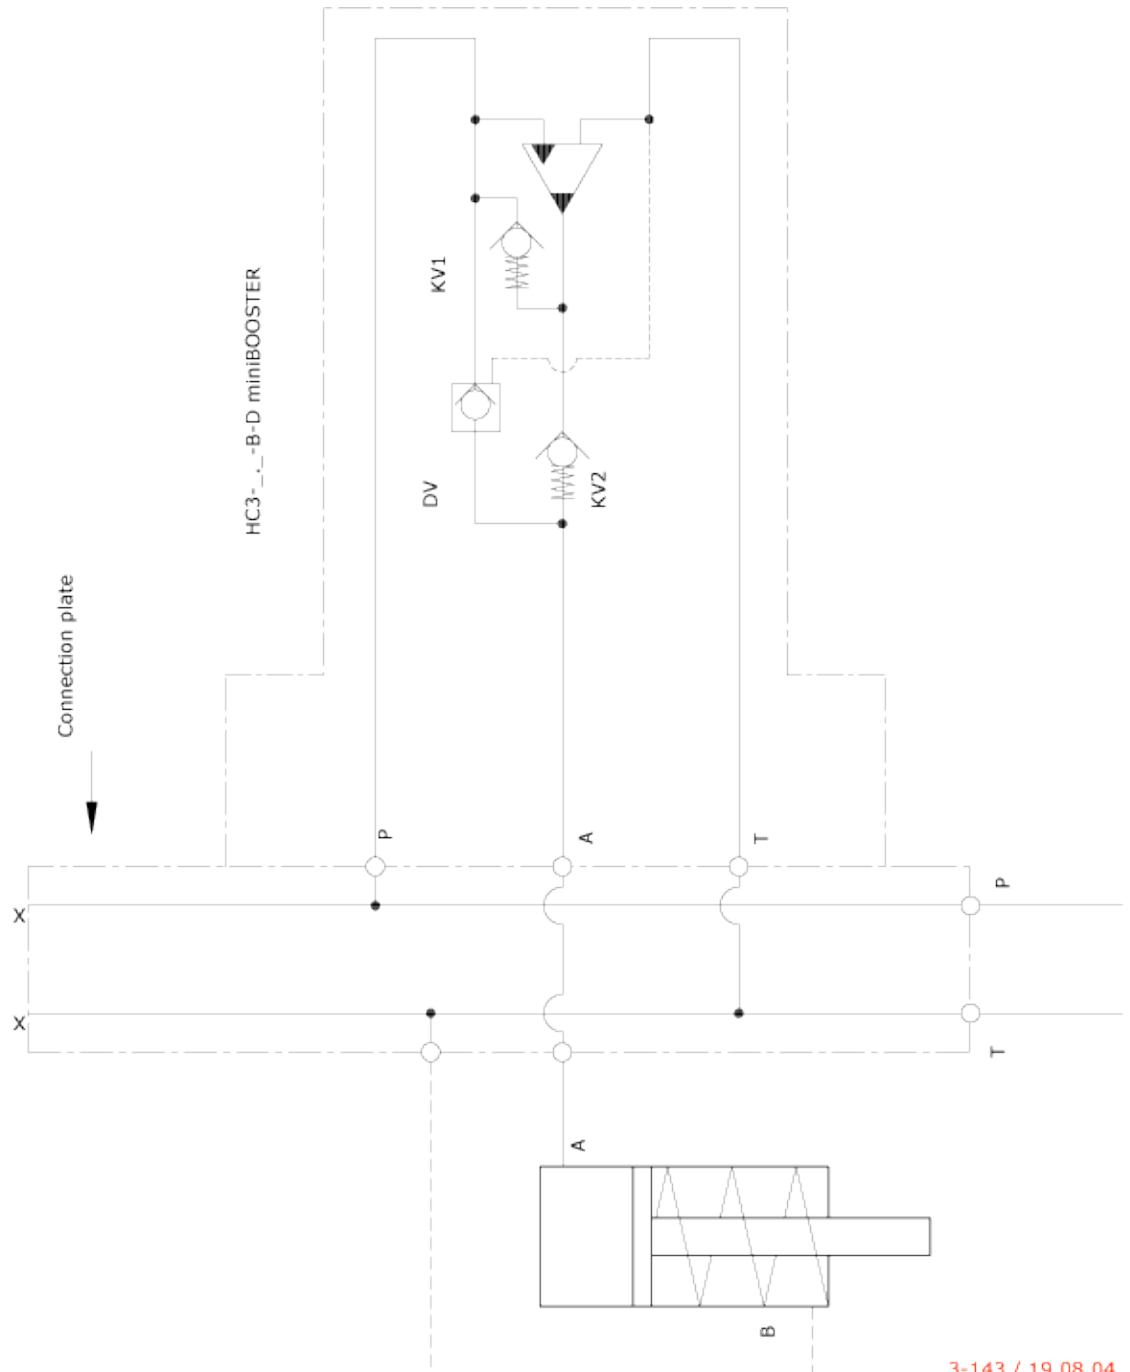 HC3-_._-B-D miniBOOSTER
KV1
DV
KV2
Connection plate
P
A
T
X
P
X
T
A
B
3-143 / 19.08.04